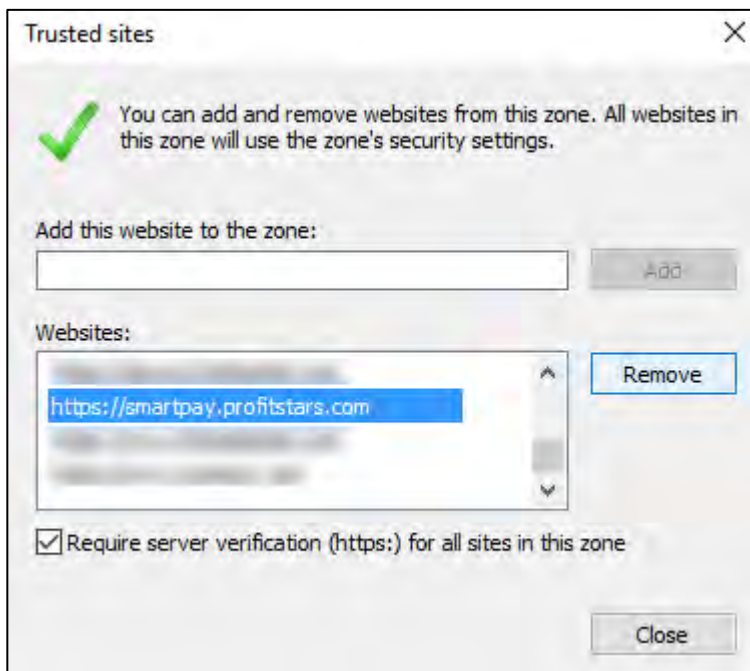 Trusted sites
You can add and remove websites from this zone. All websites in
this zone will use the zone's security settings.
Add this website to the zone:
Add
Websites:
https://smartpay.profitstars.com
Remove
Require server verification (https:) for all sites in this zone
Close